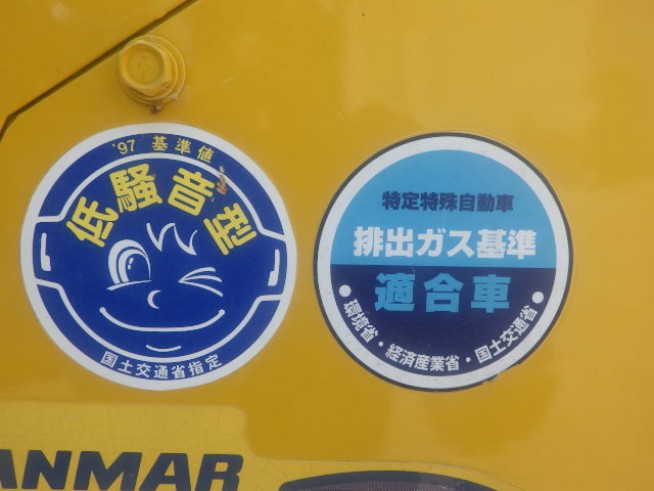 '97 基準値
低騒音型
国土交通省指定
特定特殊自動車
排出ガス基準
適合車
環境省・経済産業省・国土交通省
ANMAR